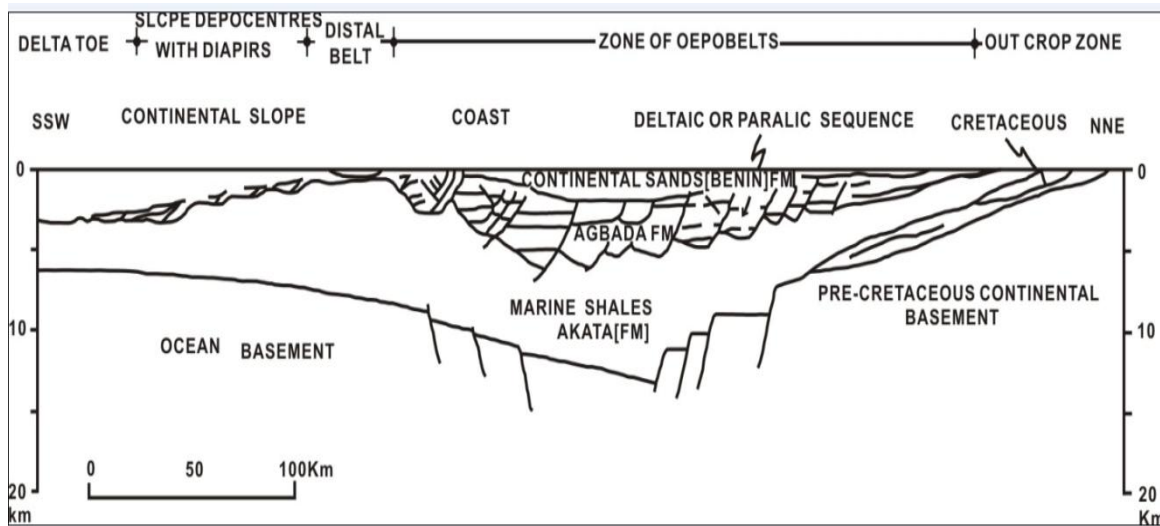 SLCPE DEPOCENTRES
DELTA TOE WITH DIAPIRS DISTAL BELT ZONE OF OEPOBELTS OUT CROP ZONE
SSW CONTINENTAL SLOPE COAST DELTAIC OR PARALIC SEQUENCE CRETACEOUS NNE
0 0
CONTINENTAL SANDS[BENIN]FM
AGBADA FM
MARINE SHALES
AKATA[FM]
PRE-CRETACEOUS CONTINENTAL
BASEMENT
10 10
OCEAN BASEMENT
0 50 100Km
20 20
km Km